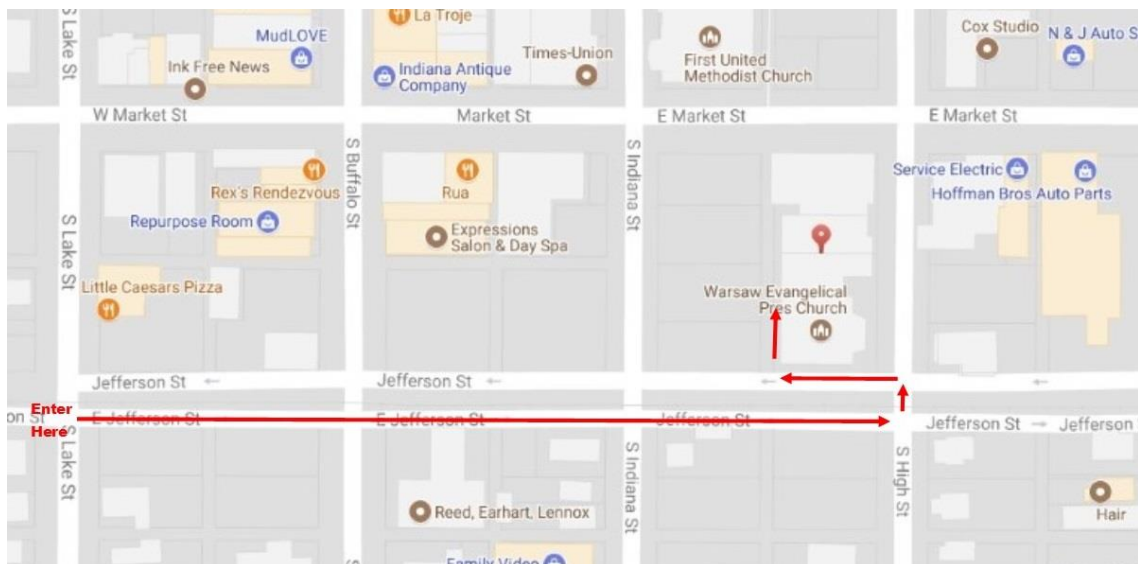 S Lake St
MudLOVE
Ink Free News
La Troje
Indiana Antique
Company
Times-Union
First United
Methodist Church
Cox Studio
N & J Auto S
W Market St
Market St
E Market St
E Market St
S Buffalo St
S Indiana St
Rex's Rendezvous
Repurpose Room
Rua
Expressions
Salon & Day Spa
Service Electric
Hoffman Bros Auto Parts
S Lake St
Little Caesars Pizza
Warsaw Evangelical
Pres Church
Jefferson St ←
Jefferson St ←
←
←
Enter
Here
on St
E Jefferson St
E Jefferson St
Jefferson St
Jefferson St → Jefferson
S Lake St
S Indiana St
S High St
Reed, Earhart, Lennox
Hair
Family Video